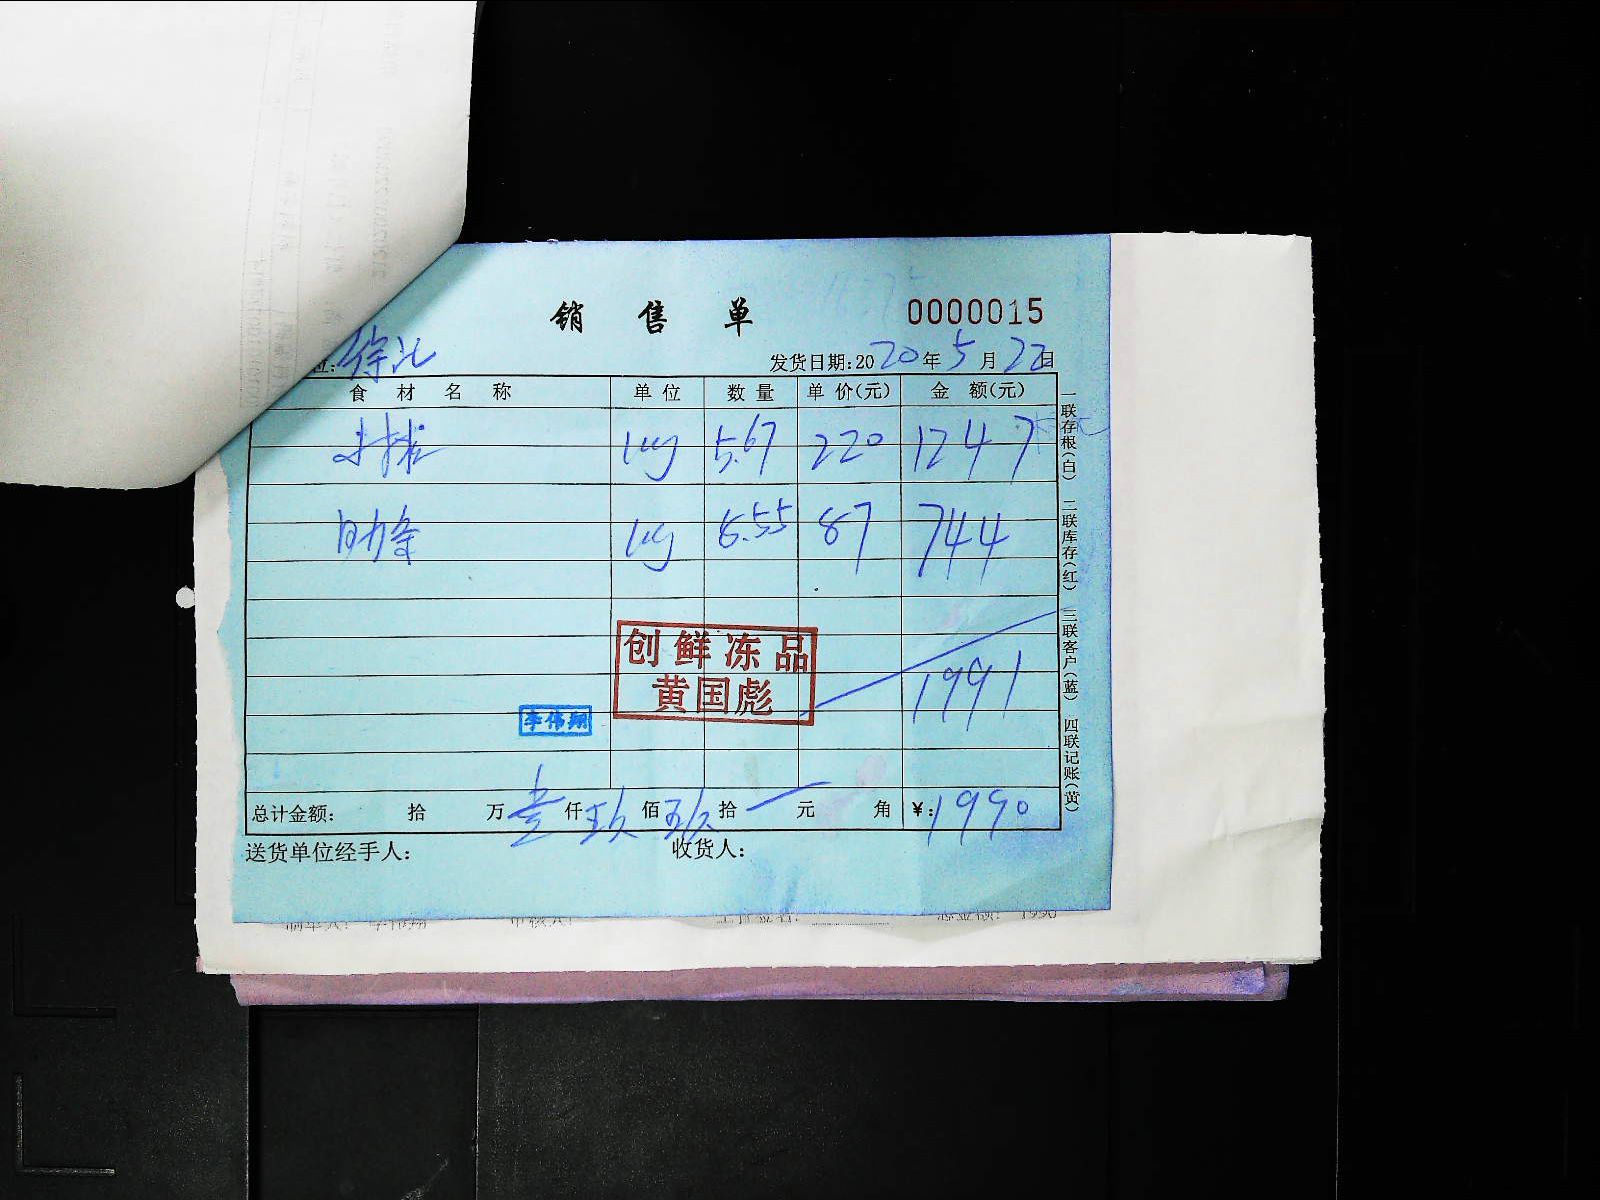 销 售 单 0000015
位: 徐汇 发货日期:2020年5月22日
食 材 名 称 单 位 数 量 单 价(元) 金 额(元)
kg 5.67 220 1247
肋条 kg 8.55 87 744
创鲜冻品
黄国彪
1991
李伟翔
总计金额: 拾 万 壹 仟 玖 佰 玖 拾 元 角 ¥:1990
送货单位经手人: 收货人:
一联存根(白) 二联库存(红) 三联客户(蓝) 四联记账(黄)